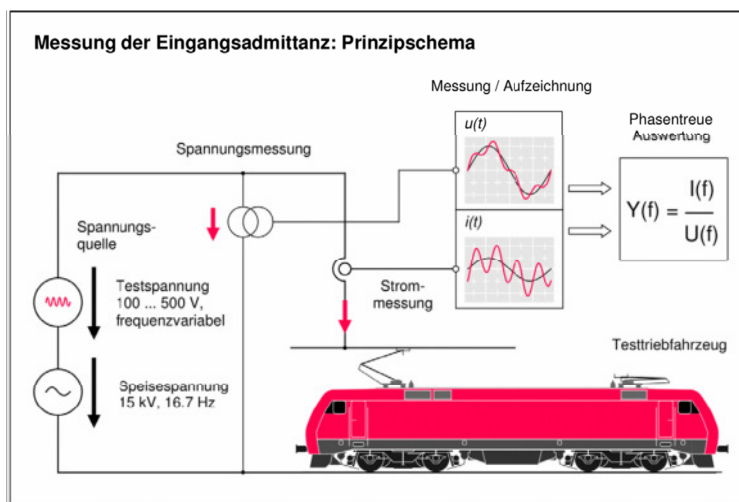 Messung der Eingangsadmittanz: Prinzipschema
Messung / Aufzeichnung
u(t)
Phasentreue
Auswertung
Spannungsmessung
Y(f) = I(f)
U(f)
i(t)
Spannungs-
quelle
Testspannung
100 ... 500 V,
frequenzvariabel
Strom-
messung
Testtriebfahrzeug
Speisespannung
15 kV, 16.7 Hz